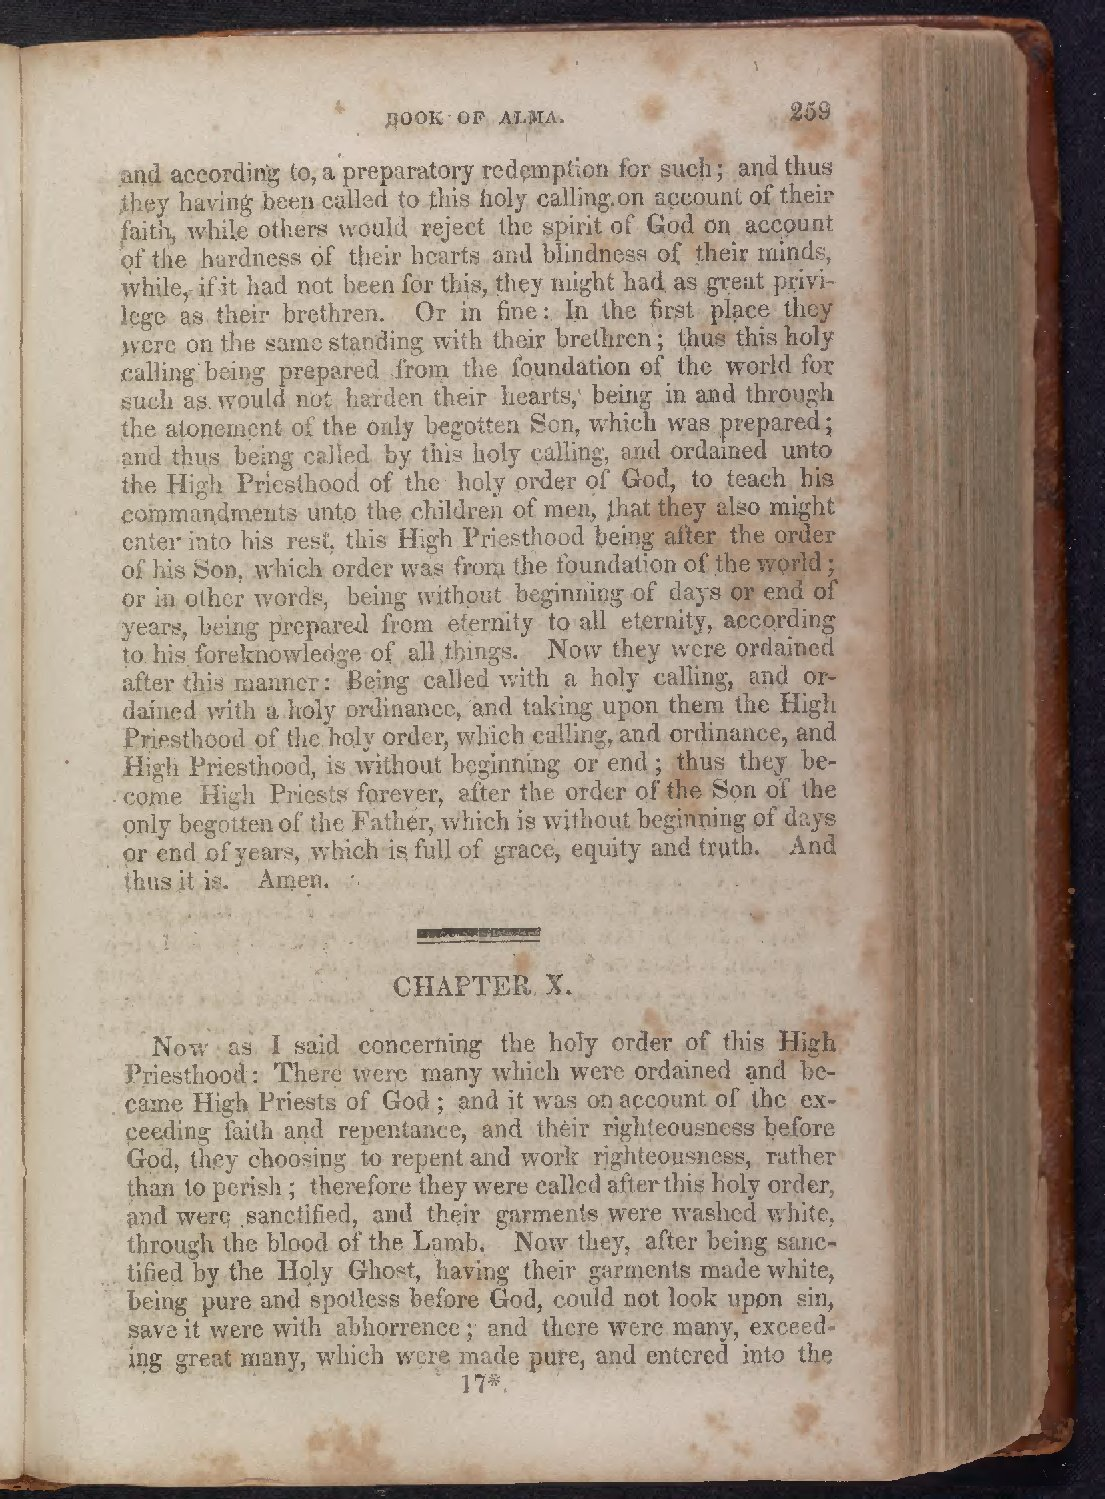 BOOK OF ALMA. 259
and according to, a preparatory redemption for such; and thus
they having been called to this holy calling on account of their
faith, while others would reject the spirit of God on account
of the hardness of their hearts and blindness of their minds,
while, if it had not been for this, they might had as great privi-
lege as their brethren. Or in fine: In the first place they
were on the same standing with their brethren; thus this holy
calling being prepared from the foundation of the world for
such as would not harden their hearts, being in and through
the atonement of the only begotten Son, which was prepared;
and thus being called by this holy calling, and ordained unto
the High Priesthood of the holy order of God, to teach his
commandments unto the children of men, that they also might
enter into his rest, this High Priesthood being after the order
of his Son, which order was from the foundation of the world;
or in other words, being without beginning of days or end of
years, being prepared from eternity to all eternity, according
to his foreknowledge of all things. Now they were ordained
after this manner: Being called with a holy calling, and or-
dained with a holy ordinance, and taking upon them the High
Priesthood of the holy order, which calling, and ordinance, and
High Priesthood, is without beginning or end; thus they be-
come High Priests forever, after the order of the Son of the
only begotten of the Father, which is without beginning of days
or end of years, which is full of grace, equity and truth. And
thus it is. Amen.
CHAPTER X.
Now as I said concerning the holy order of this High
Priesthood: There were many which were ordained and be-
came High Priests of God; and it was on account of the ex-
ceeding faith and repentance, and their righteousness before
God, they choosing to repent and work righteousness, rather
than to perish; therefore they were called after this holy order,
and were sanctified, and their garments were washed white,
through the blood of the Lamb. Now they, after being sanc-
tified by the Holy Ghost, having their garments made white,
being pure and spotless before God, could not look upon sin,
save it were with abhorrence; and there were many, exceed-
ing great many, which were made pure, and entered into the
17*